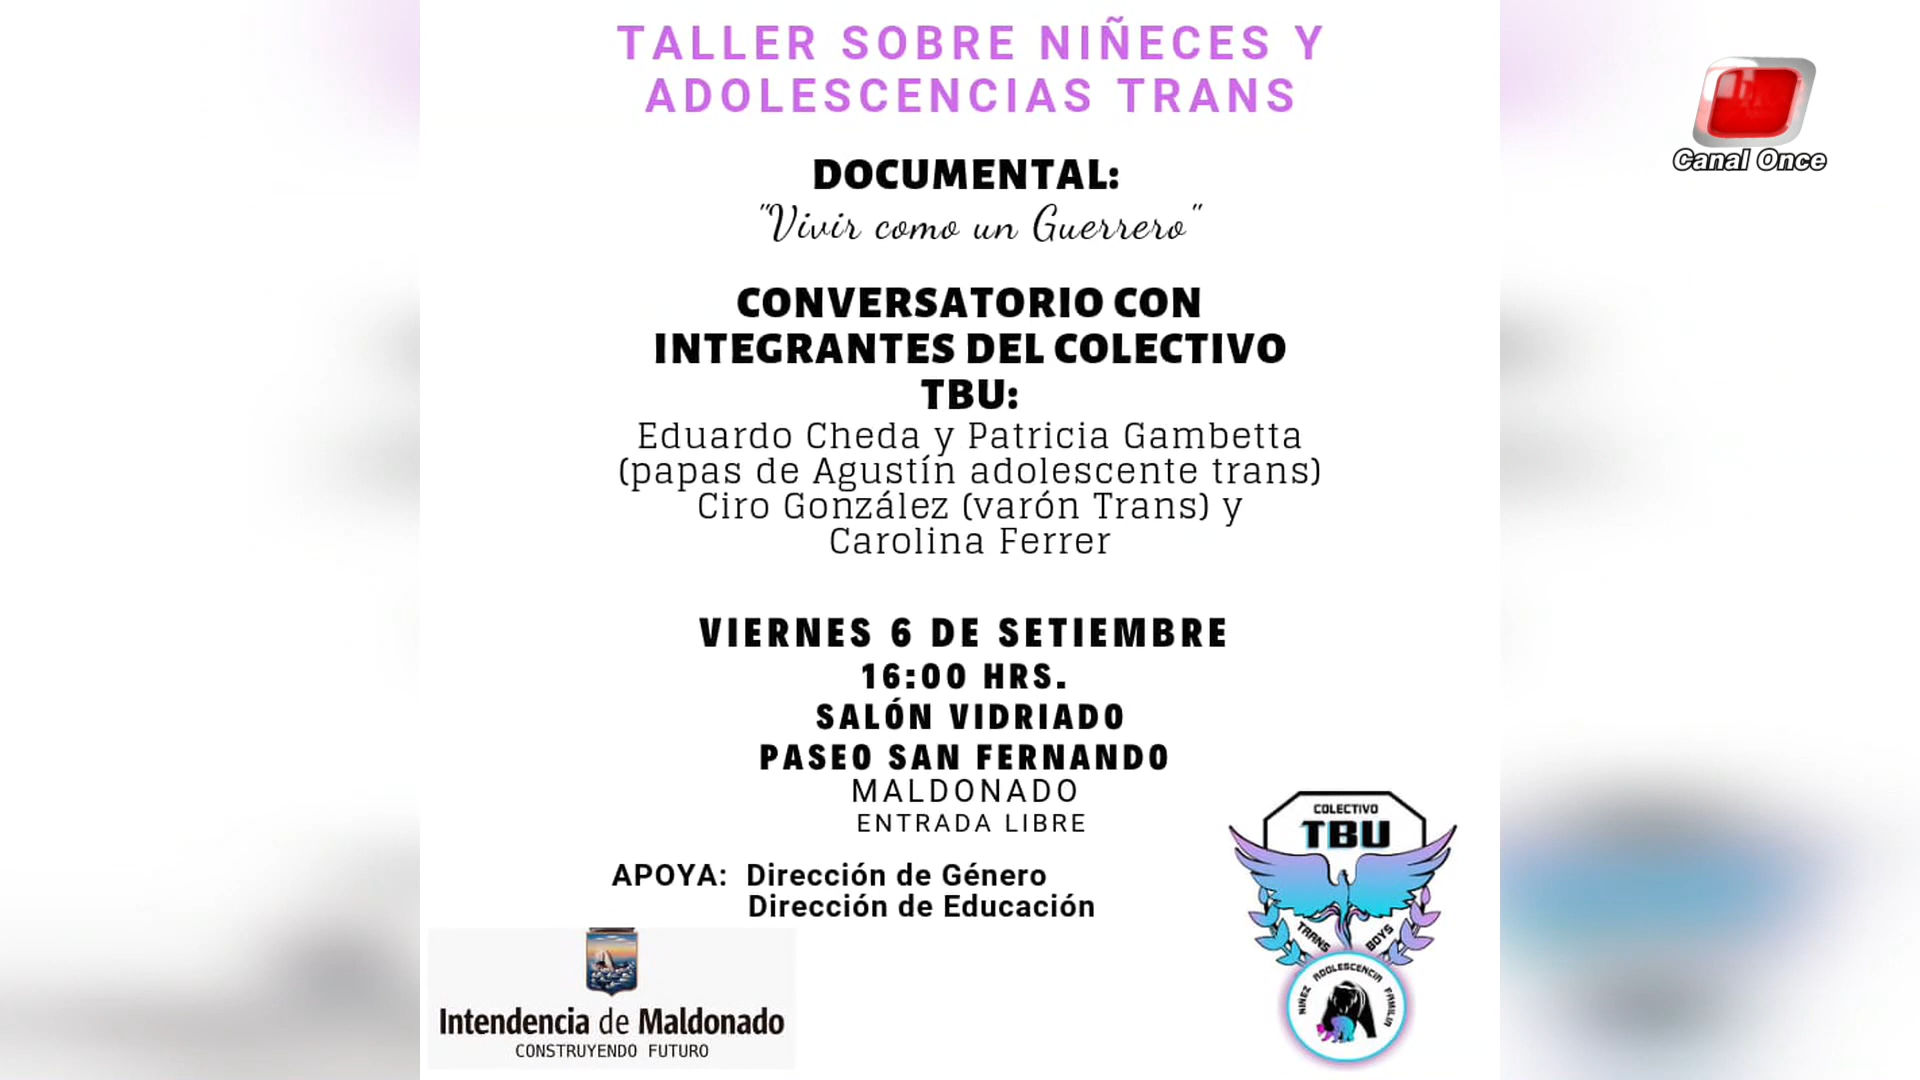 TALLER SOBRE NIÑECES Y
ADOLESCENCIAS TRANS
Canal Once
DOCUMENTAL:
"Vivir como un Guerrero"
CONVERSATORIO CON
INTEGRANTES DEL COLECTIVO
TBU:
Eduardo Cheda y Patricia Gambetta
(papas de Agustín adolescente trans)
Ciro González (varón Trans) y
Carolina Ferrer
VIERNES 6 DE SETIEMBRE
16:00 HRS.
SALÓN VIDRIADO
PASEO SAN FERNANDO
MALDONADO
ENTRADA LIBRE
APOYA: Dirección de Género
Dirección de Educación
Intendencia de Maldonado
CONSTRUYENDO FUTURO
COLECTIVO
TBU
TRANS BOYS
NIÑEZ ADOLESCENCIA FAMILIA